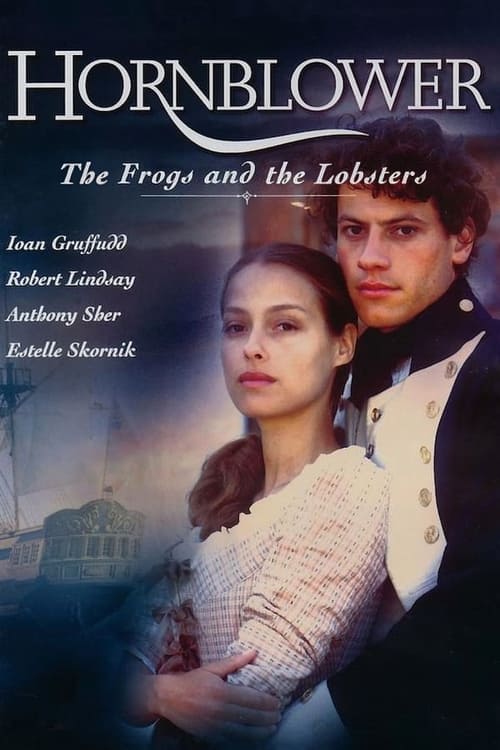 HORNBLOWER
The Frogs and the Lobsters
Ioan Gruffudd
Robert Lindsay
Anthony Sher
Estelle Skornik